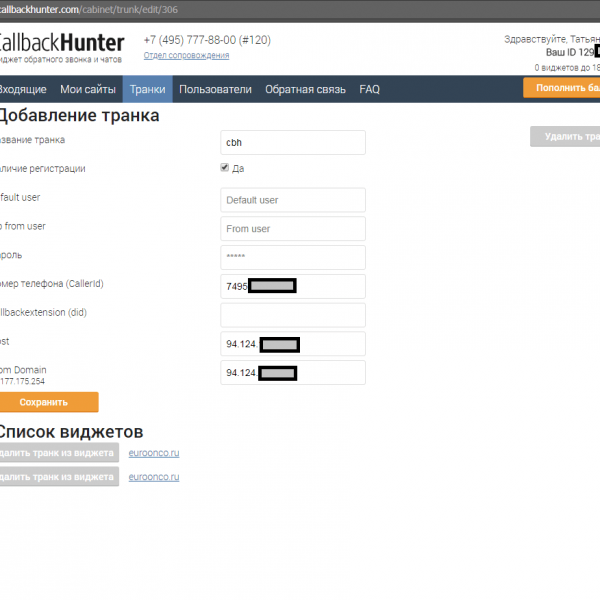 callbackhunter.com/cabinet/trunk/edit/306
CallbackHunter
виджет обратного звонка и чатов
+7 (495) 777-88-00 (#120)
Отдел сопровождения
Здравствуйте, Татьян
Ваш ID 129
0 виджетов до 18
Входящие Мои сайты Транки Пользователи Обратная связь FAQ
Пополнить ба
Добавление транка
Удалить тра
азвание транка cbh
аличие регистрации Да
efault user Default user
p from user From user
ароль *****
омер телефона (CallerId) 7495
allbackextension (did)
ost 94.124.
om Domain 94.124.
177.175.254
Сохранить
Список виджетов
далить транк из виджета euroonco.ru
далить транк из виджета euroonco.ru